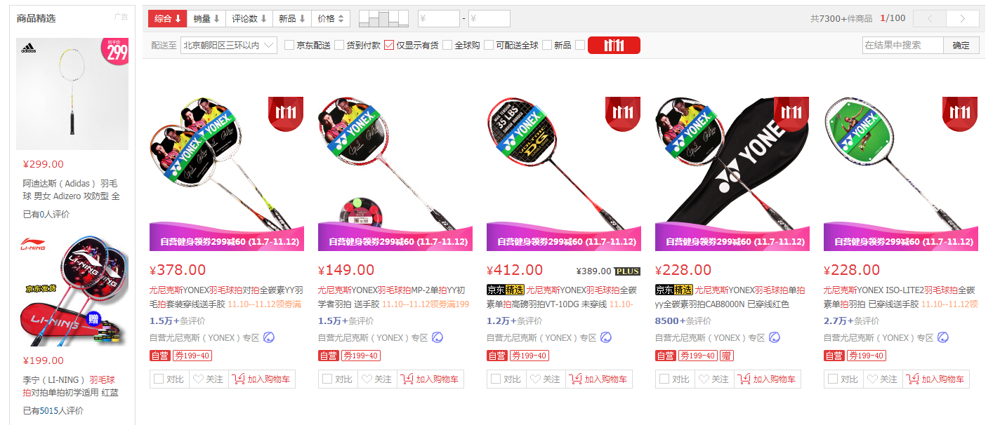 商品精选
广告
adidas
到手价
299
¥299.00
阿迪达斯（Adidas） 羽毛
球 男女 Adizero 攻防型 全
已有0人评价
LI-NING
LI-NING
京东发货
LI-NING
赠
¥199.00
李宁（LI-NING） 羽毛球
拍对拍单拍初学适用 红蓝
已有5015人评价
综合 销量 评论数 新品 价格 ¥ - ¥
共7300+件商品 1/100
配送至 北京朝阳区三环以内 京东配送 货到付款 仅显示有货 全球购 可配送全球 新品 11.11
在结果中搜索 确定
YONEX
YONEX
11.11
自营健身领券299减60 (11.7-11.12)
¥378.00
尤尼克斯YONEX羽毛球拍对拍全碳素YY羽
毛拍套装穿线送手胶 11.10--11.12领券满
1.5万+条评价
自营尤尼克斯（YONEX）专区
自营 券199-40
对比 关注 加入购物车
YONEX
自营健身领券299减60 (11.7-11.12)
¥149.00
尤尼克斯YONEX羽毛球拍MP-2单拍YY初
学者羽拍 送手胶 11.10--11.12领券满199
1.5万+条评价
自营尤尼克斯（YONEX）专区
自营 券199-40
对比 关注 加入购物车
35 LBS
YONEX
DG
11.11
自营健身领券299减60 (11.7-11.12)
¥412.00 ¥389.00 PLUS
京东精选 尤尼克斯YONEX羽毛球拍全碳
素单拍高磅羽拍VT-10DG 未穿线 11.10-
1.2万+条评价
自营尤尼克斯（YONEX）专区
自营 券199-40
对比 关注 加入购物车
YONEX
YONE
11.11
自营健身领券299减60 (11.7-11.12)
¥228.00
京东精选 尤尼克斯YONEX羽毛球拍单拍
yy全碳素羽拍CAB8000N 已穿线红色
8500+条评价
自营尤尼克斯（YONEX）专区
自营 券199-40 赠
对比 关注 加入购物车
YONEX
11.11
自营健身领券299减60 (11.7-11.12)
¥228.00
尤尼克斯YONEX ISO-LITE2羽毛球拍全碳
素单拍羽拍 已穿线送手胶 11.10--11.12领
2.7万+条评价
自营尤尼克斯（YONEX）专区
自营 券199-40
对比 关注 加入购物车